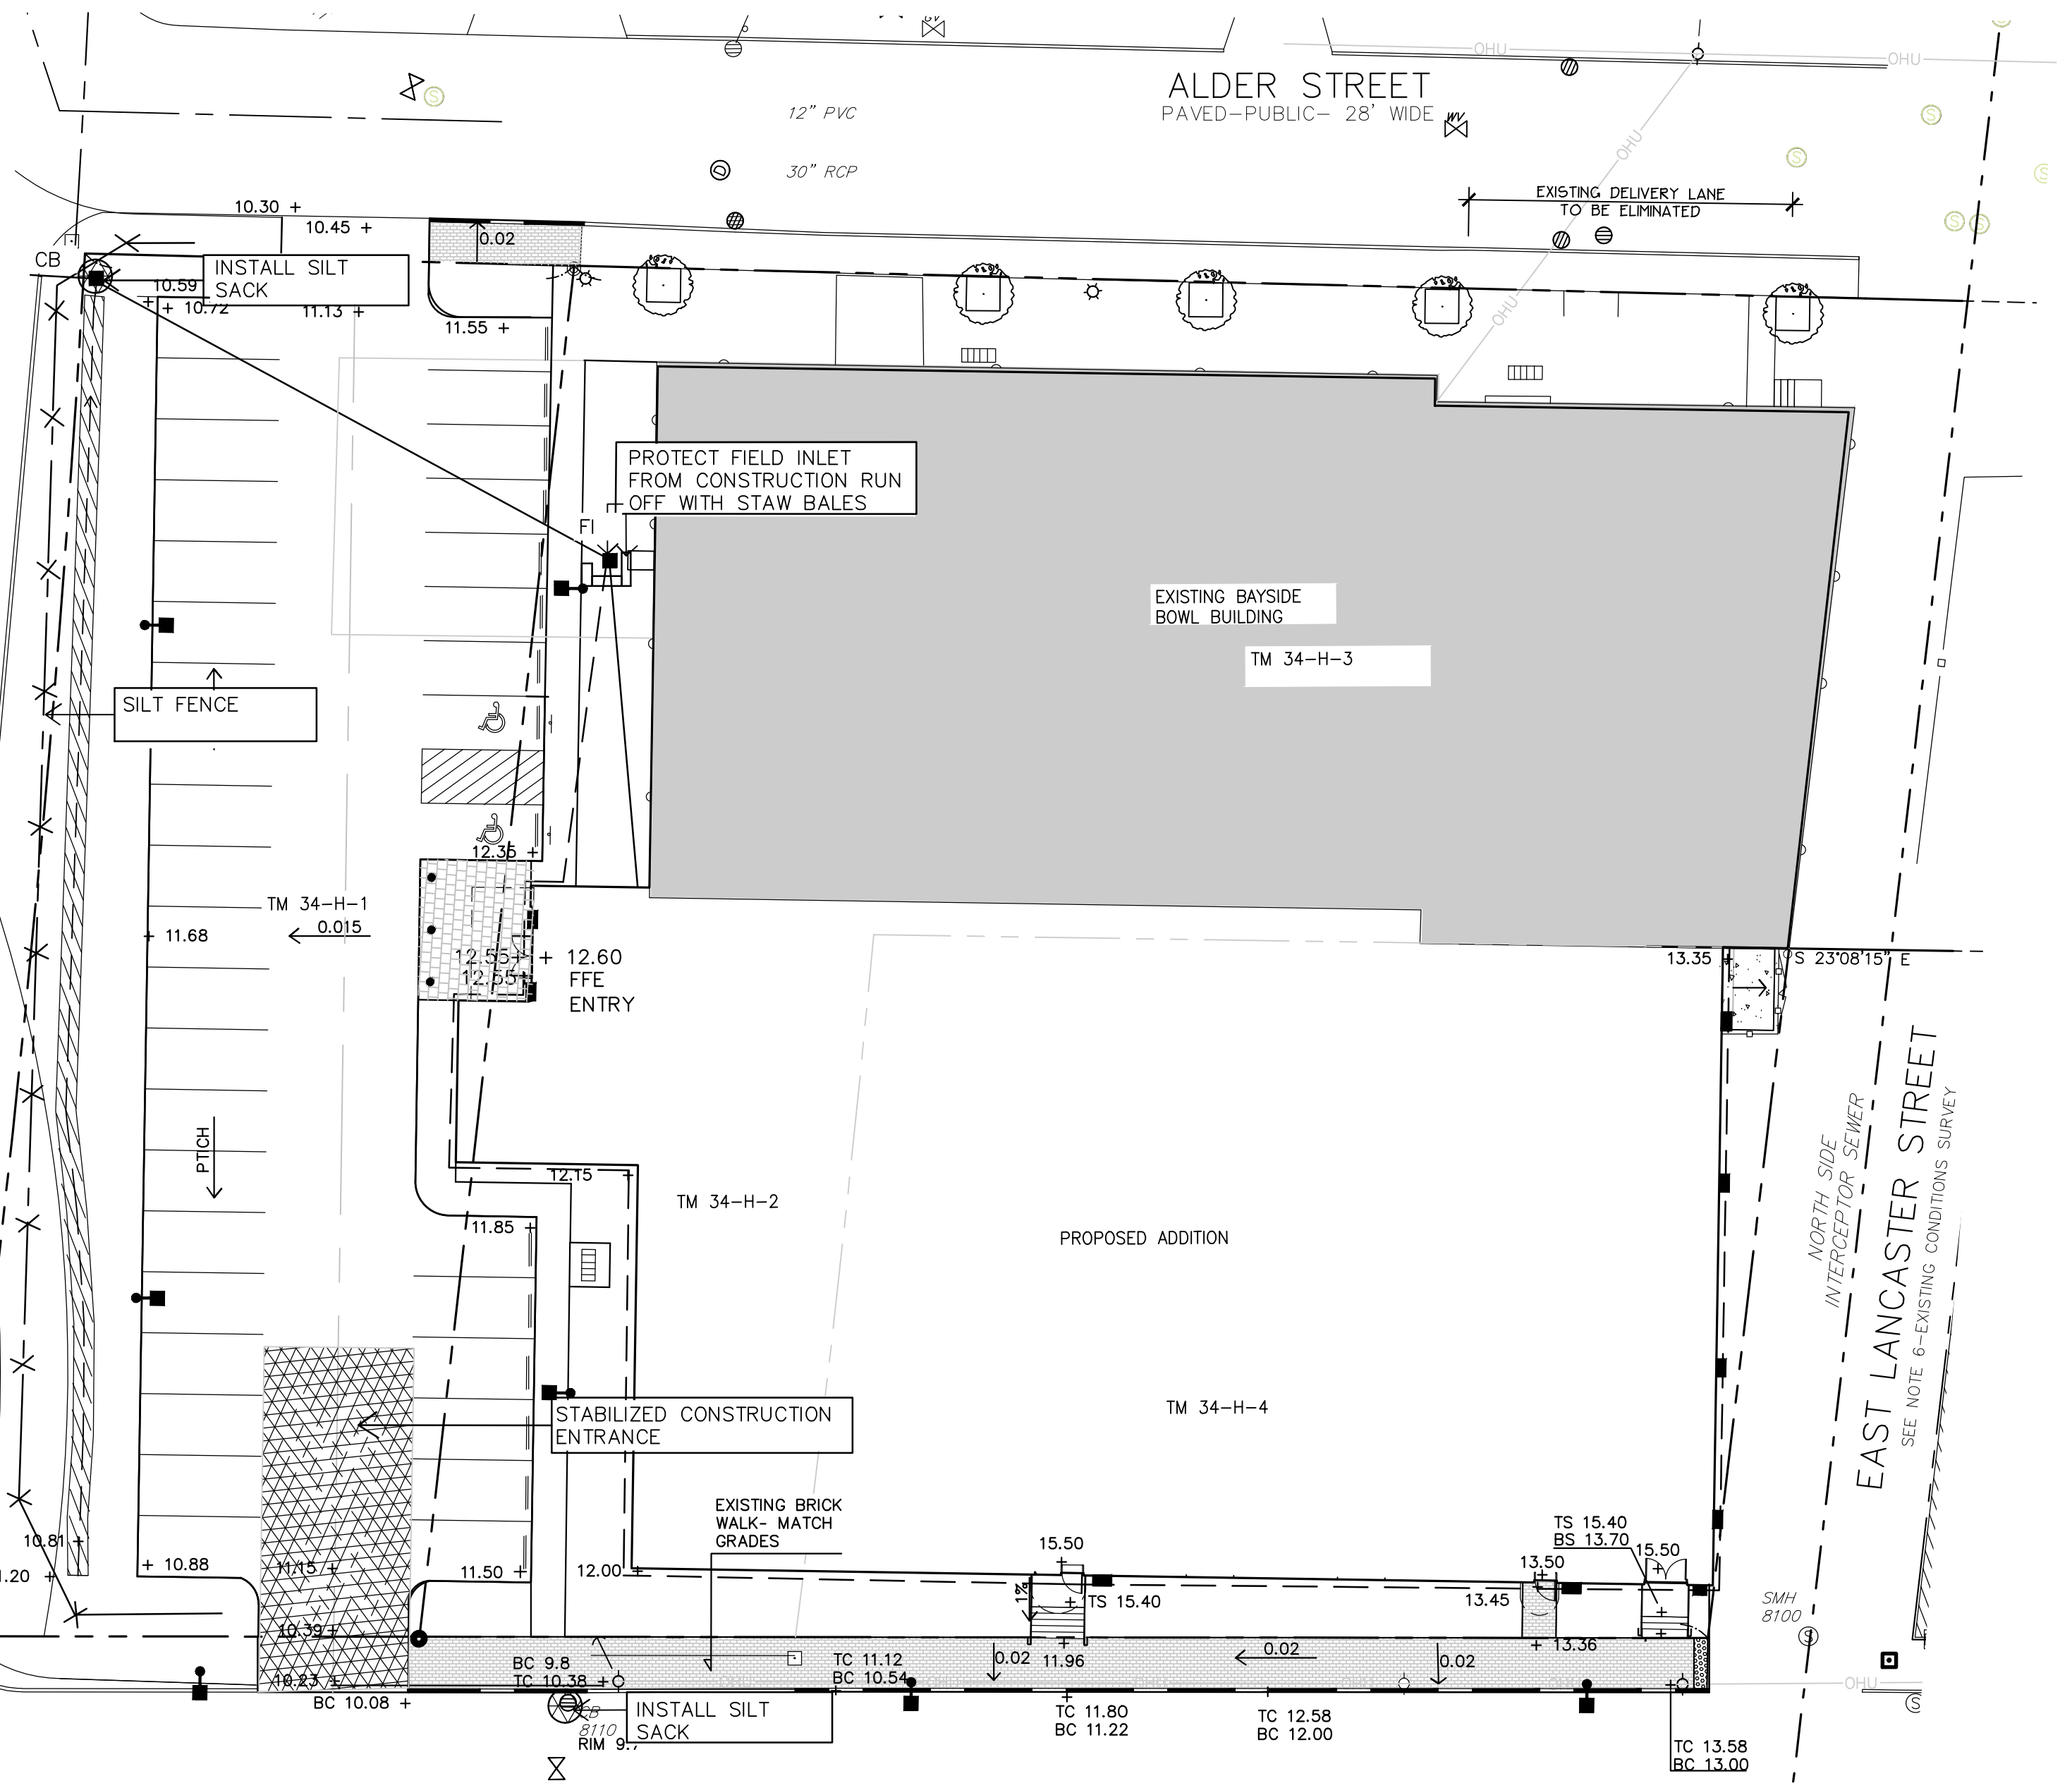 GV
OHU
OHU
ALDER STREET
PAVED-PUBLIC- 28' WIDE
WV
12" PVC
OHU
30" RCP
D
S
S
S
S
S
S
EXISTING DELIVERY LANE
TO BE ELIMINATED
10.30 +
10.45 +
0.02
CB
INSTALL SILT
SACK
10.59
+ 10.72
11.13 +
11.55 +
OHU
PROTECT FIELD INLET
FROM CONSTRUCTION RUN
OFF WITH STAW BALES
FI
EXISTING BAYSIDE
BOWL BUILDING
TM 34-H-3
SILT FENCE
12.35 +
TM 34-H-1
0.015
+ 11.68
12.55+
+ 12.60
12.55+
FFE
ENTRY
13.35 +
S 23°08'15" E
PTICH
12.15
TM 34-H-2
11.85 +
PROPOSED ADDITION
NORTH SIDE
INTERCEPTOR SEWER
EAST LANCASTER STREET
SEE NOTE 6-EXISTING CONDITIONS SURVEY
STABILIZED CONSTRUCTION
ENTRANCE
TM 34-H-4
EXISTING BRICK
WALK- MATCH
GRADES
10.81 +
+ 10.88
11.15 +
11.50 +
12.00 +
.20 +
15.50
1%
TS 15.40
13.50
13.45
TS 15.40
BS 13.70
15.50
SMH
8100
S
10.39+
10.23 +
BC 10.08 +
BC 9.8
TC 10.38
TC 11.12
BC 10.54
0.02
11.96
0.02
0.02
13.36
OHU
CB
8110
RIM 9.
INSTALL SILT
SACK
TC 11.80
BC 11.22
TC 12.58
BC 12.00
TC 13.58
BC 13.00
S